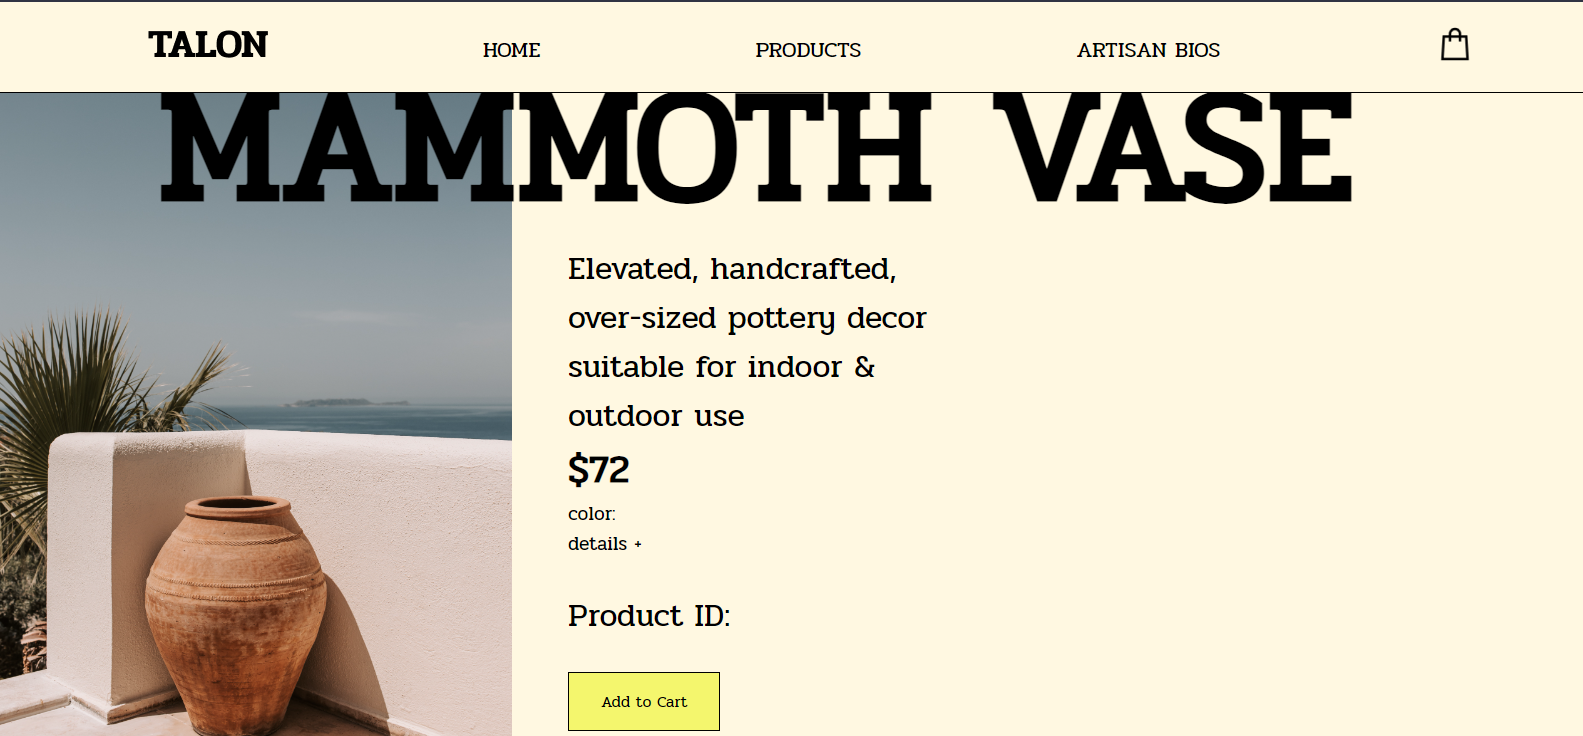 TALON
HOME
PRODUCTS
ARTISAN BIOS
MAMMOTH VASE
Elevated, handcrafted,
over-sized pottery decor
suitable for indoor &
outdoor use
$72
color:
details +
Product ID:
Add to Cart